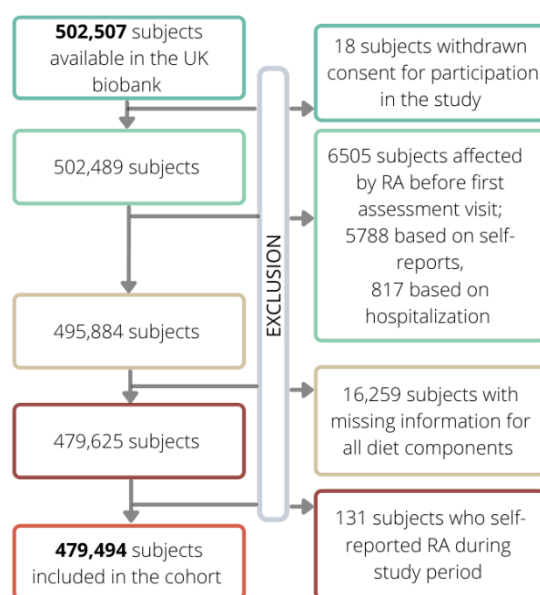 502,507 subjects
available in the UK
biobank
18 subjects withdrawn
consent for participation
in the study
502,489 subjects
6505 subjects affected
by RA before first
assessment visit;
5788 based on self-
reports,
817 based on
hospitalization
EXCLUSION
495,884 subjects
16,259 subjects with
missing information for
all diet components
479,625 subjects
131 subjects who self-
reported RA during
study period
479,494 subjects
included in the cohort